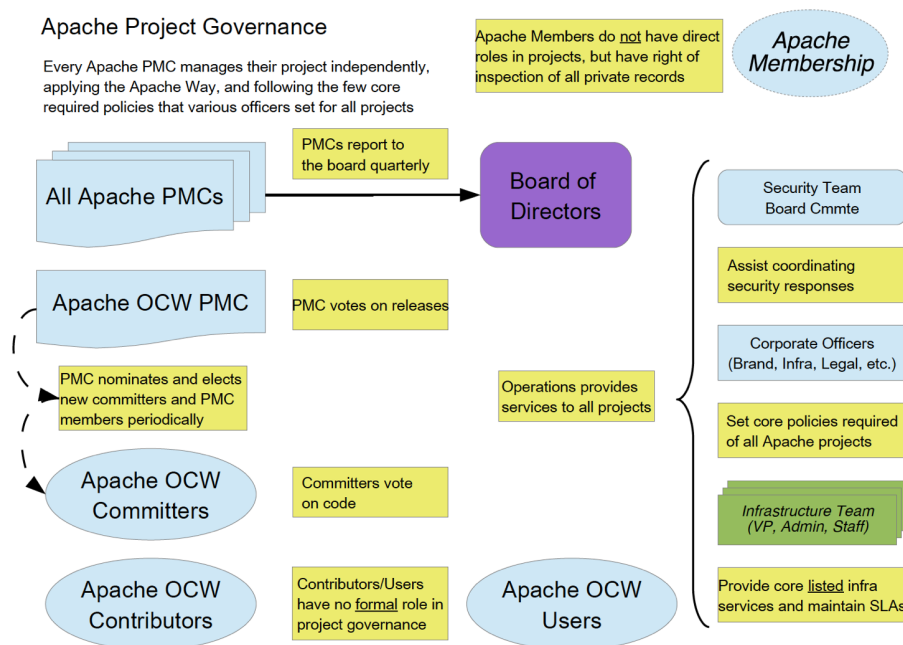 Apache Project Governance
Every Apache PMC manages their project independently,
applying the Apache Way, and following the few core
required policies that various officers set for all projects
Apache Members do not have direct
roles in projects, but have right of
inspection of all private records
Apache
Membership
All Apache PMCs
PMCs report to
the board quarterly
Board of
Directors
Security Team
Board Cmmte
Assist coordinating
security responses
Apache OCW PMC
PMC votes on releases
Corporate Officers
(Brand, Infra, Legal, etc.)
PMC nominates and elects
new committers and PMC
members periodically
Operations provides
services to all projects
Set core policies required
of all Apache projects
Apache OCW
Committers
Committers vote
on code
Infrastructure Team
(VP, Admin, Staff)
Apache OCW
Contributors
Contributors/Users
have no formal role in
project governance
Apache OCW
Users
Provide core listed infra
services and maintain SLAs